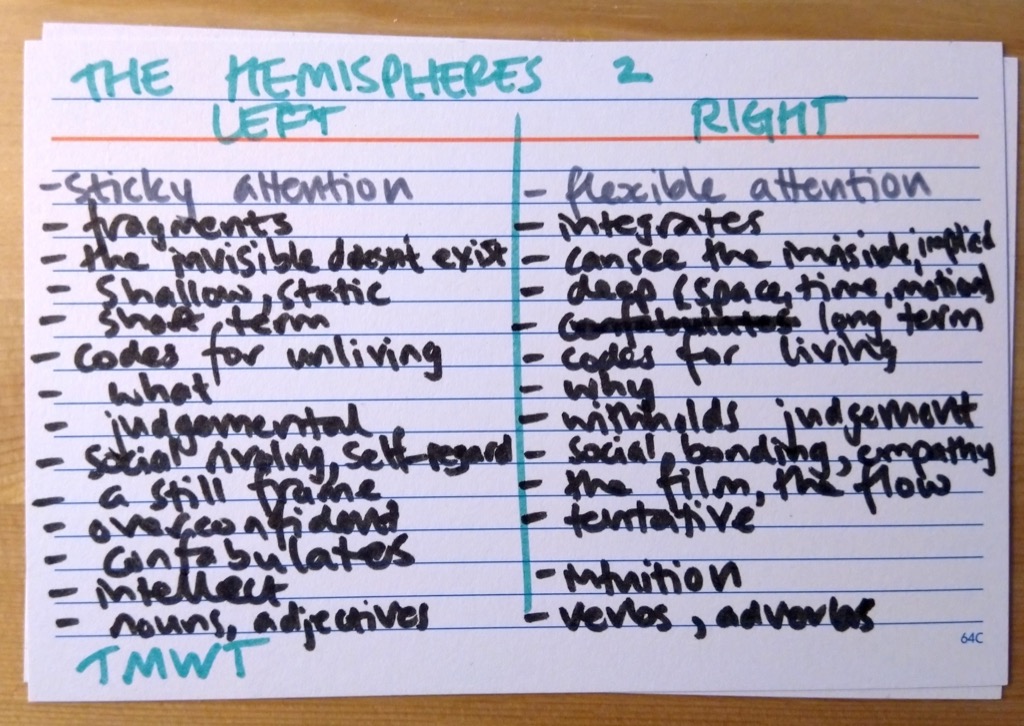 THE HEMISPHERES 2
LEFT RIGHT
- sticky attention - flexible attention
- fragments - integrates
- the invisible doesnt exist - can see the invisible, implied
- shallow, static - deep (space, time, motion)
- short term - confabulates long term
- codes for unliving - codes for living
- what - why
- judgemental - withholds judgement
- social rivalry, self-regard - social bonding, empathy
- a still frame - the film, the flow
- overconfident - tentative
- confabulates
- intellect - intuition
- nouns, adjectives - verbs, adverbs
TMWT
64C